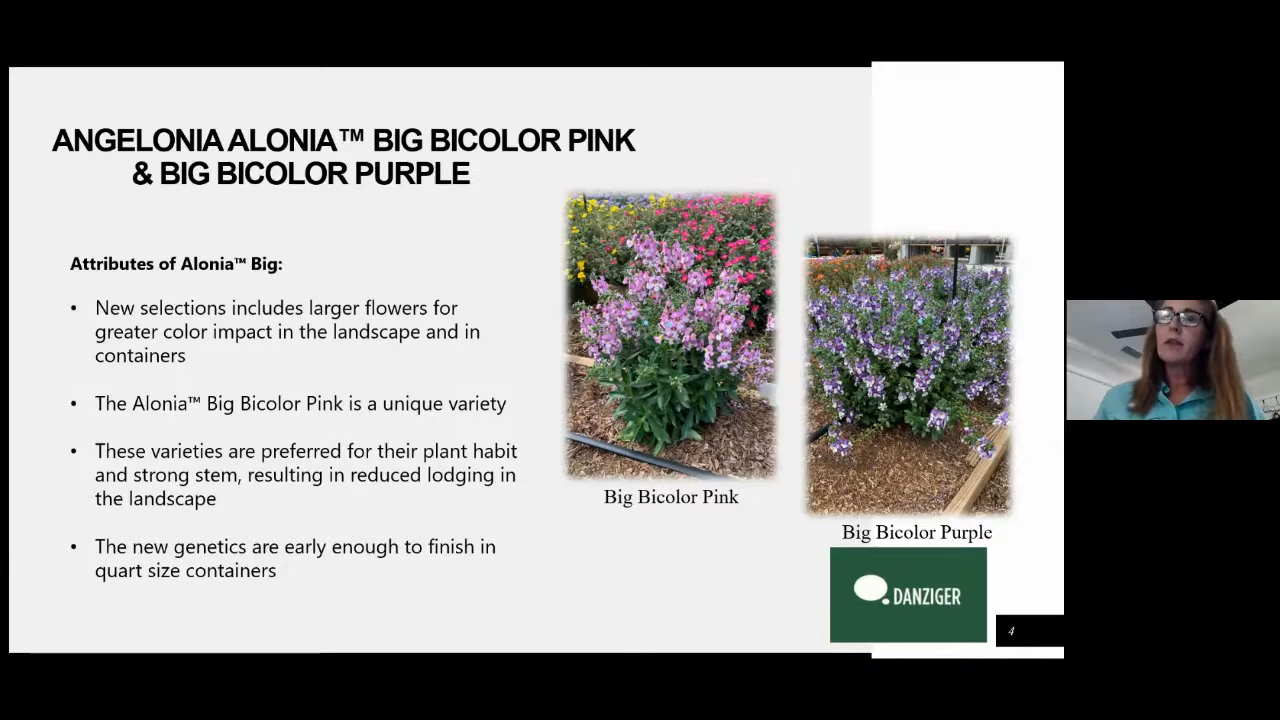 ANGELONIA ALONIA™ BIG BICOLOR PINK
& BIG BICOLOR PURPLE
Attributes of Alonia™ Big:
• New selections includes larger flowers for
greater color impact in the landscape and in
containers
• The Alonia™ Big Bicolor Pink is a unique variety
• These varieties are preferred for their plant habit
and strong stem, resulting in reduced lodging in
the landscape
• The new genetics are early enough to finish in
quart size containers
Big Bicolor Pink
Big Bicolor Purple
DANZIGER
4